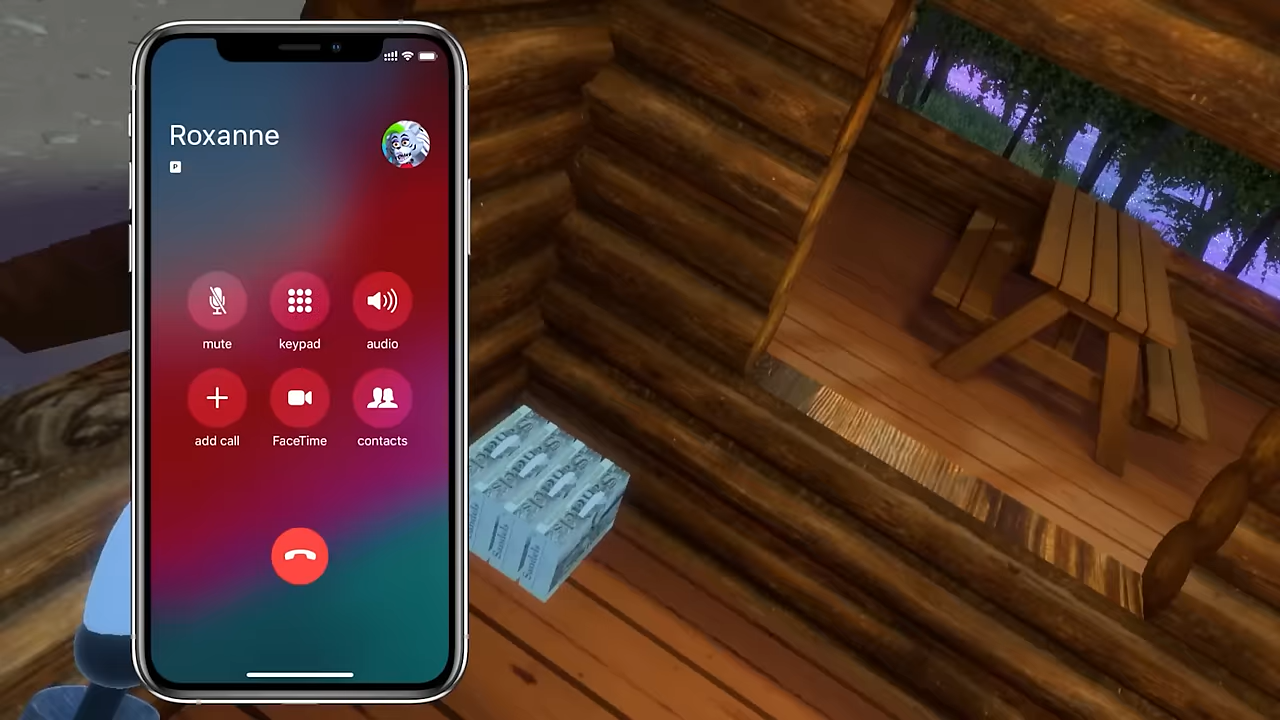 Roxanne
P
mute
keypad
audio
add call
FaceTime
contacts